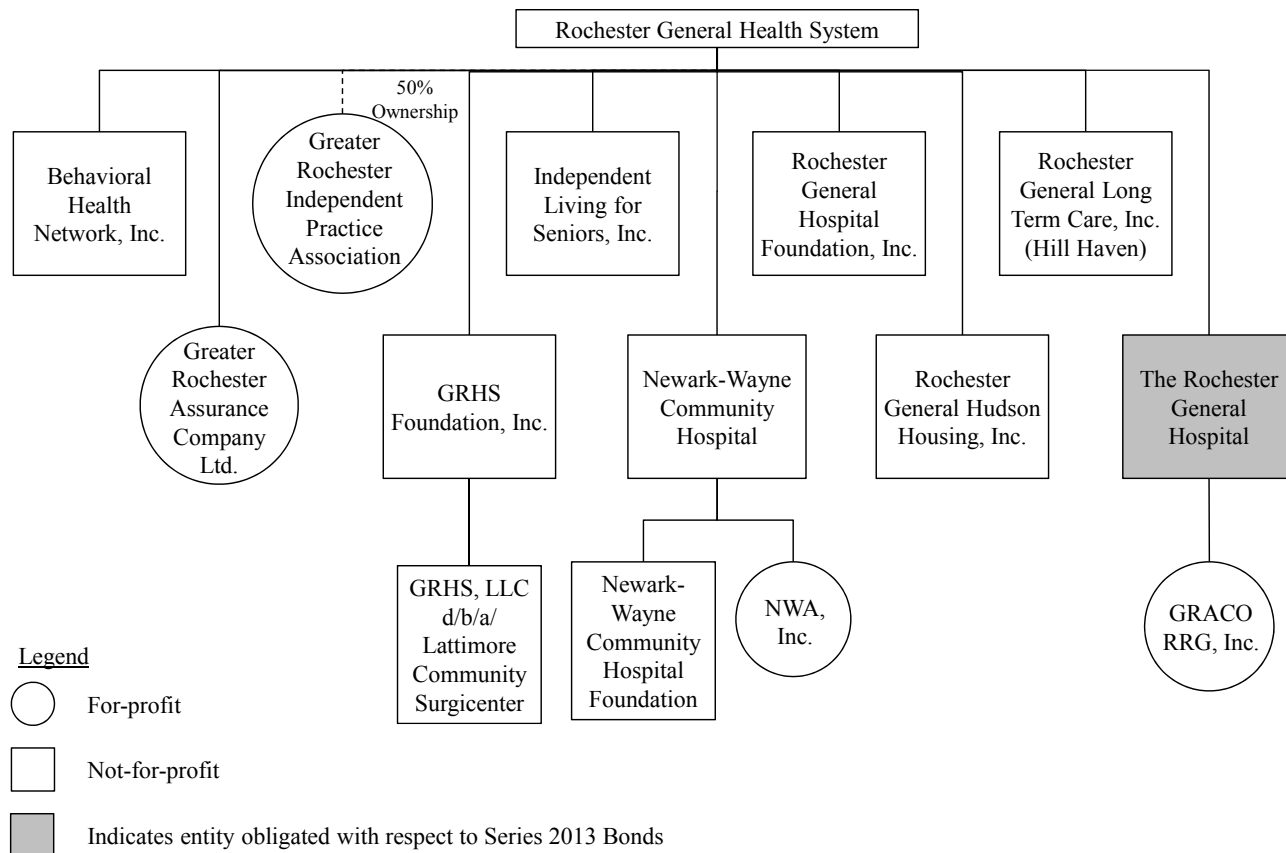 Rochester General Health System
50%
Ownership
Behavioral
Health
Network, Inc.
Greater
Rochester
Independent
Practice
Association
Independent
Living for
Seniors, Inc.
Rochester
General
Hospital
Foundation, Inc.
Rochester
General Long
Term Care, Inc.
(Hill Haven)
Greater
Rochester
Assurance
Company
Ltd.
GRHS
Foundation, Inc.
Newark-Wayne
Community
Hospital
Rochester
General Hudson
Housing, Inc.
The Rochester
General
Hospital
GRHS, LLC
d/b/a/
Lattimore
Community
Surgicenter
Newark-
Wayne
Community
Hospital
Foundation
NWA,
Inc.
GRACO
RRG, Inc.
Legend
For-profit
Not-for-profit
Indicates entity obligated with respect to Series 2013 Bonds